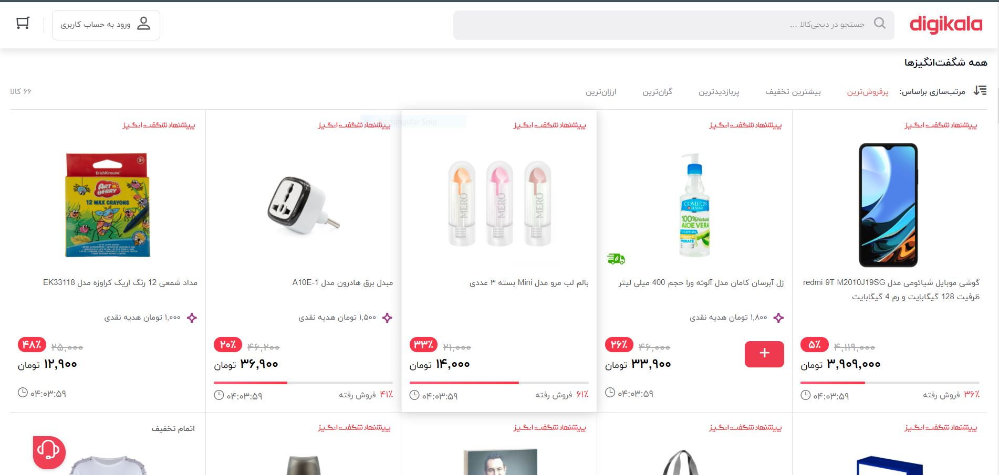 digikala
جستجو در دیجی‌کالا ...
ورود به حساب کاربری
همه شگفت‌انگیزها
مرتب‌سازی براساس: پرفروش‌ترین بیشترین تخفیف پربازدیدترین گران‌ترین ارزان‌ترین
۶۶ کالا
پیشنهاد شگفت‌انگیز
گوشی موبایل شیائومی مدل redmi 9T M2010J19SG
ظرفیت 128 گیگابایت و رم 4 گیگابایت
۵٪ ۴,۱۱۹,۰۰۰
۳,۹۰۹,۰۰۰ تومان
۳۶٪ فروش رفته
۰۴:۰۳:۵۹
پیشنهاد شگفت‌انگیز
COMEON
100% Natural
ALOE VERA
HYDRATE
ژل آبرسان کامان مدل آلوئه ورا حجم 400 میلی لیتر
۱,۸۰۰ تومان هدیه نقدی
۲۶٪ ۴۶,۰۰۰
۳۳,۹۰۰ تومان
+
۰۴:۰۳:۵۹
پیشنهاد شگفت‌انگیز
Rectangular Snip
MERO
MERO
MERO
بالم لب مرو مدل Mini بسته ۳ عددی
۳۳٪ ۲۱,۰۰۰
۱۴,۰۰۰ تومان
۶۱٪ فروش رفته
۰۴:۰۳:۵۹
پیشنهاد شگفت‌انگیز
مبدل برق هادرون مدل A10E-1
۱,۵۰۰ تومان هدیه نقدی
۲۰٪ ۴۶,۲۰۰
۳۶,۹۰۰ تومان
۴۱٪ فروش رفته
۰۴:۰۳:۵۹
پیشنهاد شگفت‌انگیز
3+
ErichKrause
ART
BERRY
12 WAX CRAYONS
مداد شمعی 12 رنگ اریک کراوزه مدل EK33118
۱,۰۰۰ تومان هدیه نقدی
۴۸٪ ۲۵,۰۰۰
۱۲,۹۰۰ تومان
۰۴:۰۳:۵۹
پیشنهاد شگفت‌انگیز
پیشنهاد شگفت‌انگیز
پیشنهاد شگفت‌انگیز
پیشنهاد شگفت‌انگیز
اتمام تخفیف